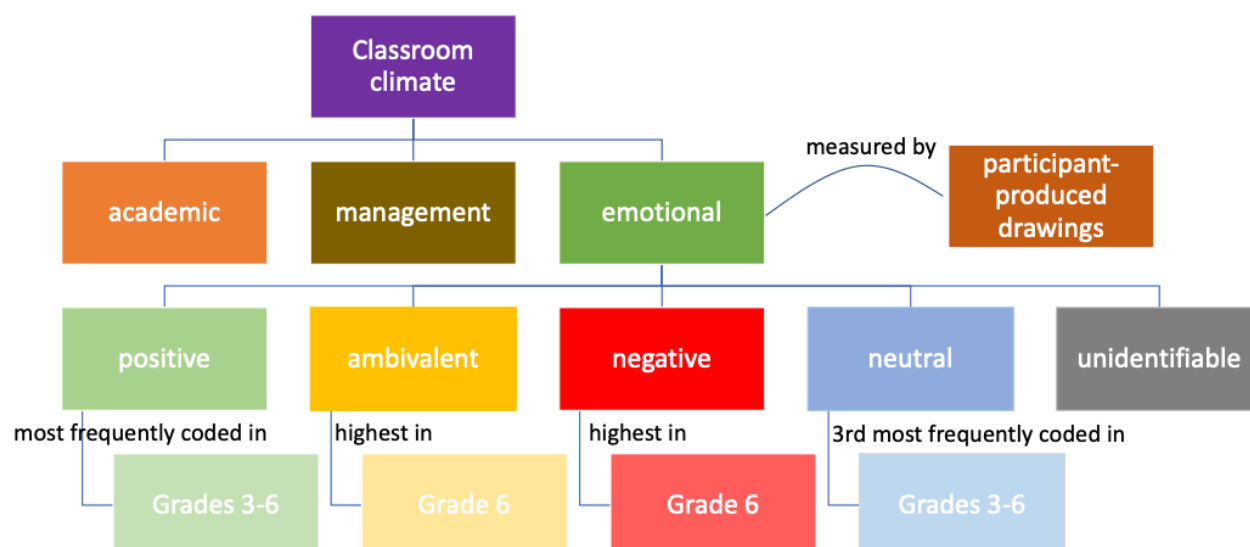 Classroom
climate
measured by
participant-
produced
drawings
academic
management
emotional
positive
ambivalent
negative
neutral
unidentifiable
most frequently coded in
highest in
highest in
3rd most frequently coded in
Grades 3-6
Grade 6
Grade 6
Grades 3-6